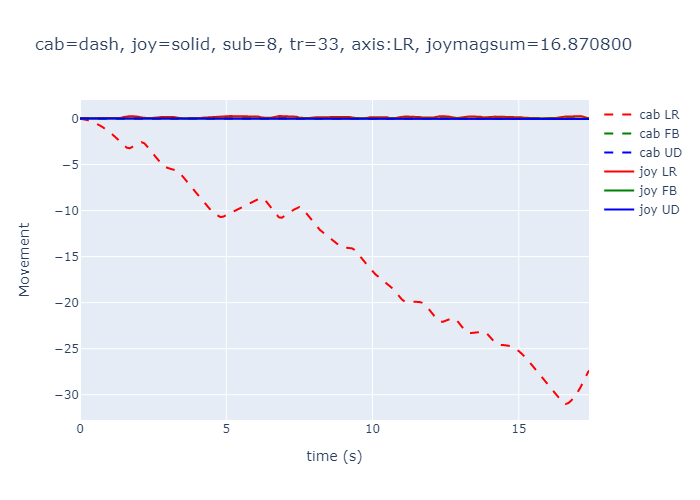 cab=dash, joy=solid, sub=8, tr=33, axis:LR, joymagsum=16.870800
cab LR
cab FB
cab UD
joy LR
joy FB
joy UD
Movement
0
−5
−10
−15
−20
−25
−30
0
5
10
15
time (s)